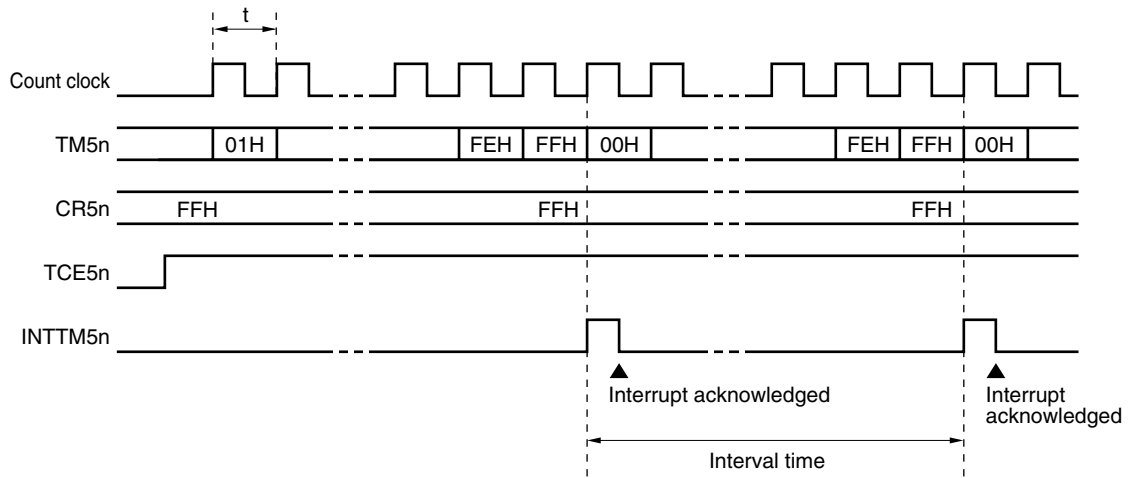 t
Count clock
TM5n 01H FEH FFH 00H FEH FFH 00H
CR5n FFH FFH FFH
TCE5n
INTTM5n
Interrupt acknowledged Interrupt
acknowledged
Interval time